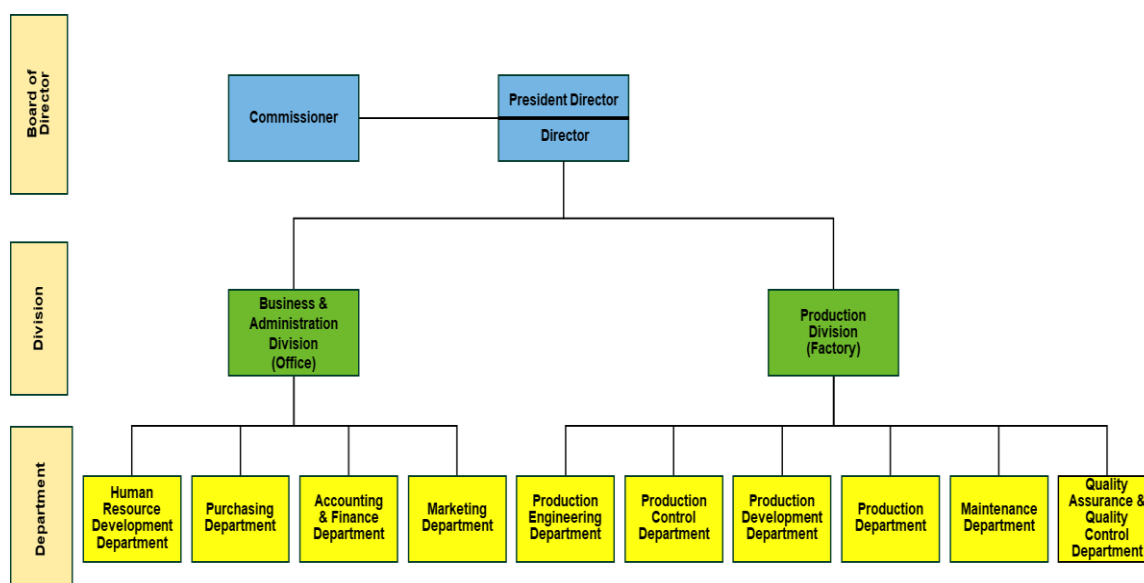 Board of
Director
Commissioner
President Director
Director
Division
Business &
Administration
Division
(Office)
Production
Division
(Factory)
Department
Human
Resource
Development
Department
Purchasing
Department
Accounting
& Finance
Department
Marketing
Department
Production
Engineering
Department
Production
Control
Department
Production
Development
Department
Production
Department
Maintenance
Department
Quality
Assurance &
Quality
Control
Department